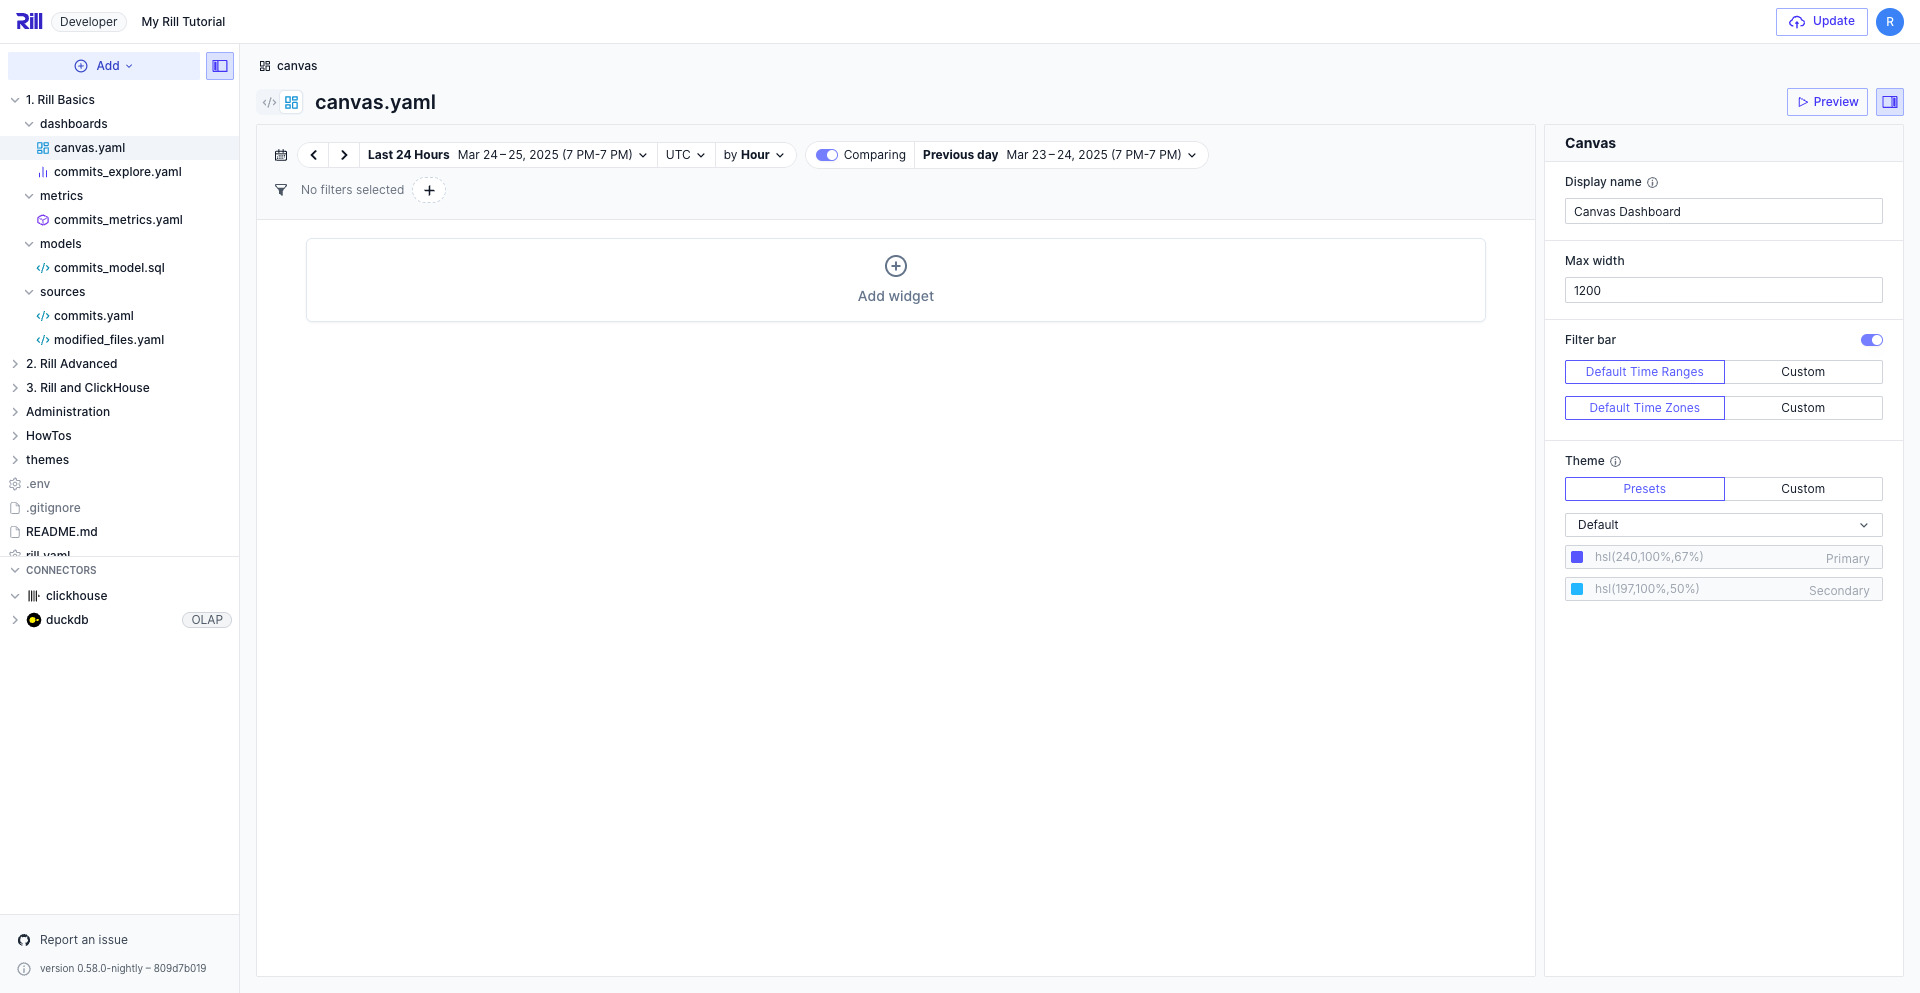 Rill Developer My Rill Tutorial Update R
Add
1. Rill Basics
dashboards
canvas.yaml
commits_explore.yaml
metrics
commits_metrics.yaml
models
commits_model.sql
sources
commits.yaml
modified_files.yaml
2. Rill Advanced
3. Rill and ClickHouse
Administration
HowTos
themes
.env
.gitignore
README.md
rill.yaml
CONNECTORS
clickhouse
duckdb OLAP
Report an issue
version 0.58.0-nightly – 809d7b019
canvas
canvas.yaml
Preview
Last 24 Hours Mar 24 – 25, 2025 (7 PM-7 PM) UTC by Hour Comparing Previous day Mar 23 – 24, 2025 (7 PM-7 PM)
No filters selected
Add widget
Canvas
Display name
Canvas Dashboard
Max width
1200
Filter bar
Default Time Ranges Custom
Default Time Zones Custom
Theme
Presets Custom
Default
hsl(240,100%,67%) Primary
hsl(197,100%,50%) Secondary